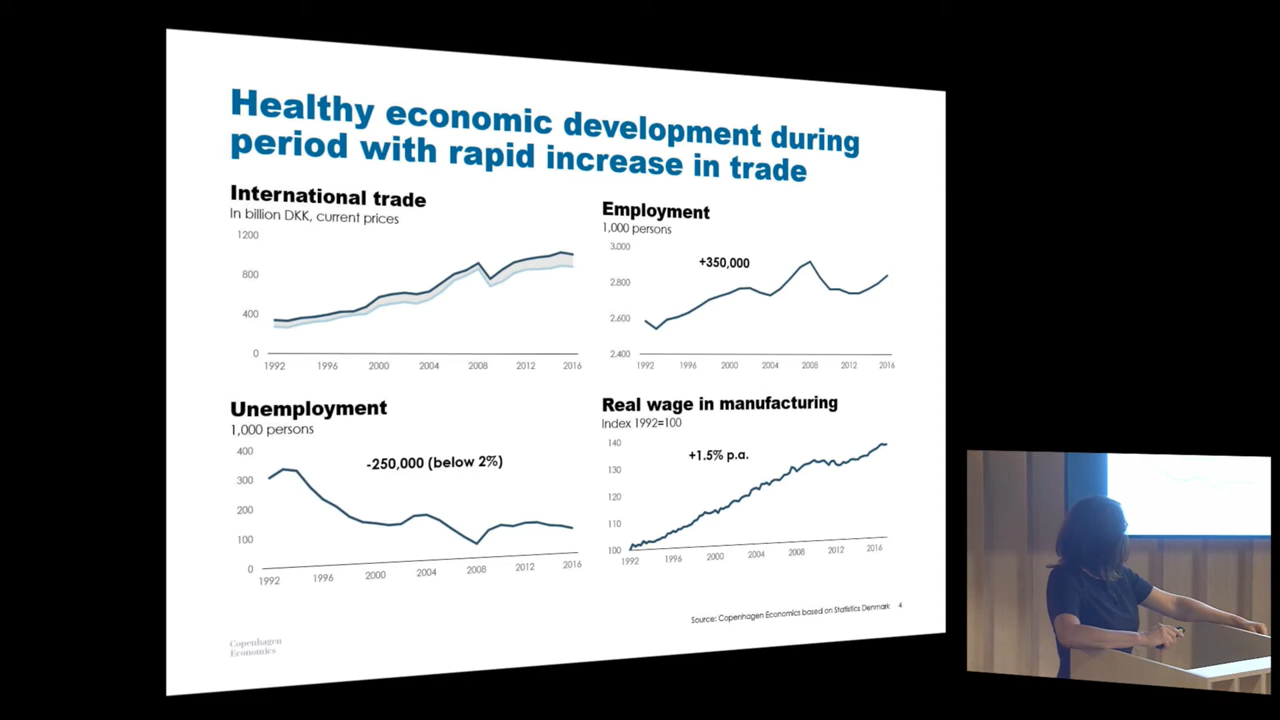 Healthy economic development during
period with rapid increase in trade
International trade
In billion DKK, current prices
1200
800
400
0
1992 1996 2000 2004 2008 2012 2016
Employment
1,000 persons
+350,000
3.000
2.800
2.600
2.400
1992 1996 2000 2004 2008 2012 2016
Unemployment
1,000 persons
-250,000 (below 2%)
400
300
200
100
0
1992 1996 2000 2004 2008 2012 2016
Real wage in manufacturing
Index 1992=100
+1.5% p.a.
140
130
120
110
100
1992 1996 2000 2004 2008 2012 2016
Source: Copenhagen Economics based on Statistics Denmark 4
Copenhagen
Economics